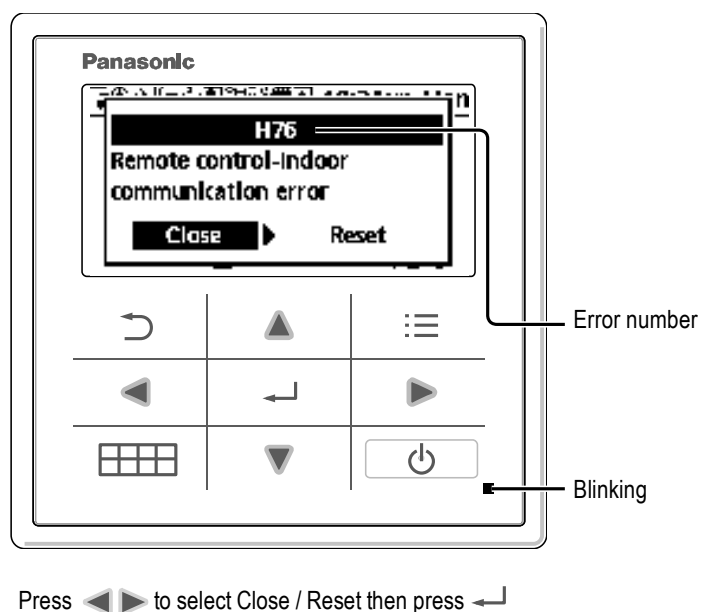 Panasonic
H76
Remote control-Indoor
communication error
Close Reset
Error number
Blinking
Press to select Close / Reset then press